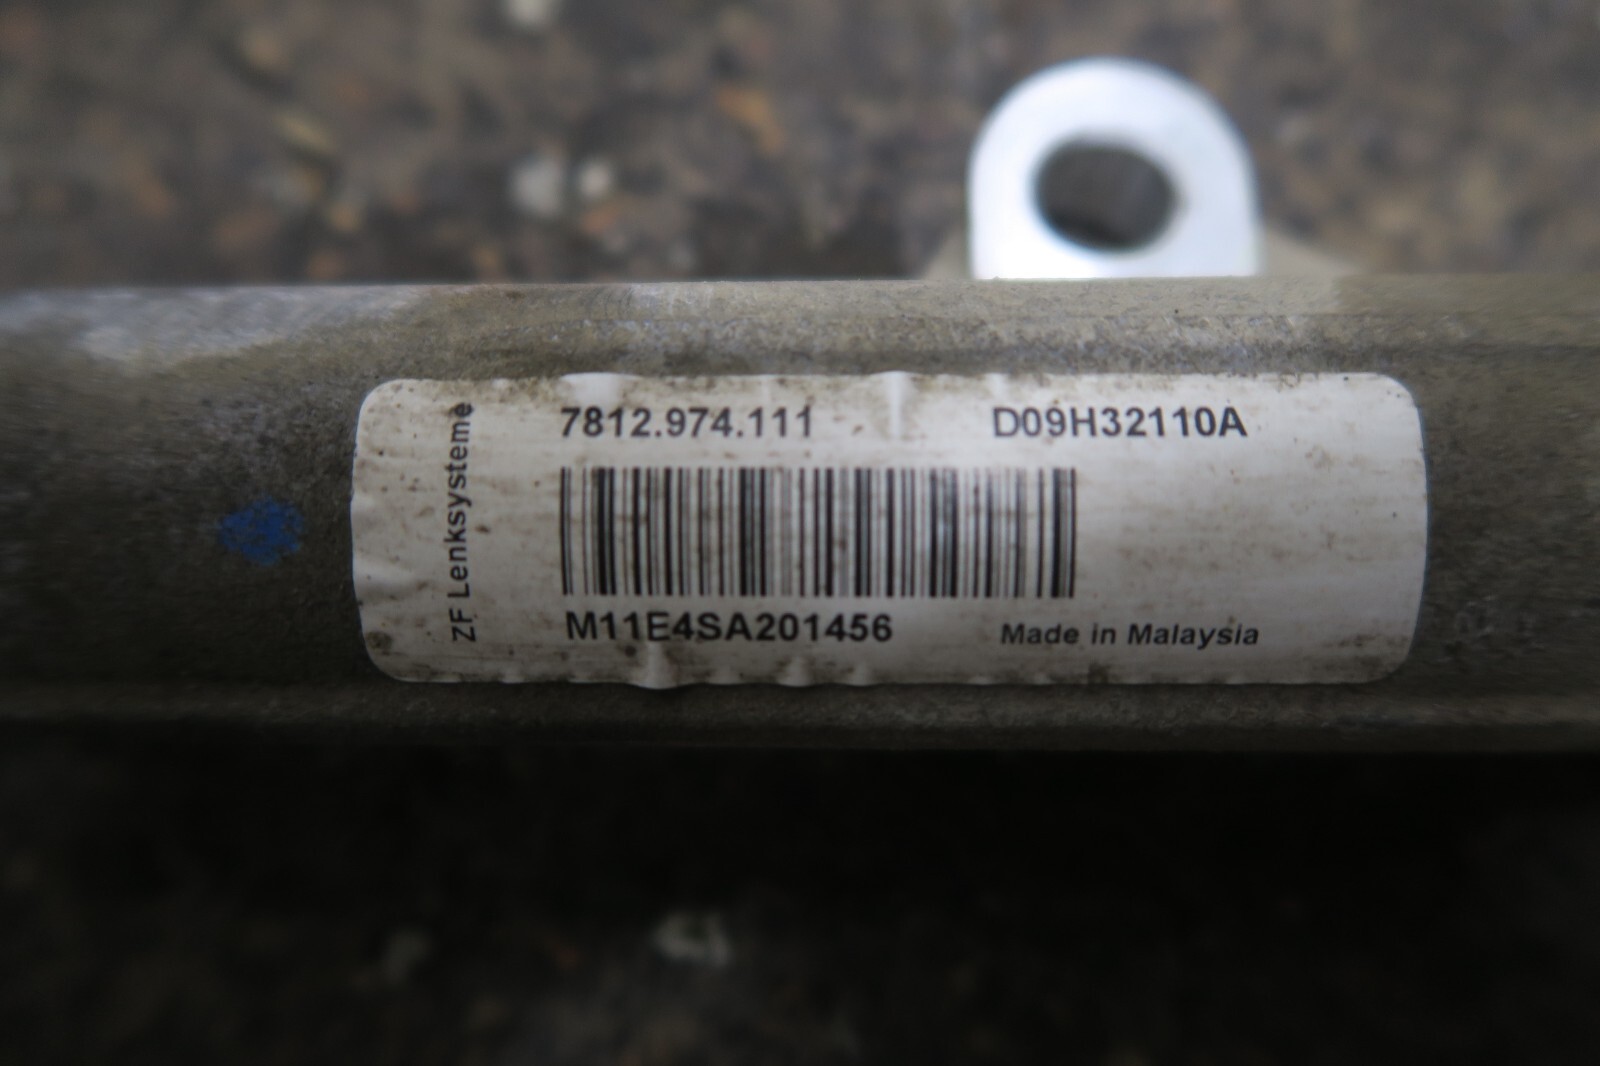 ZF Lenksysteme
7812.974.111 D09H32110A
M11E4SA201456 Made in Malaysia